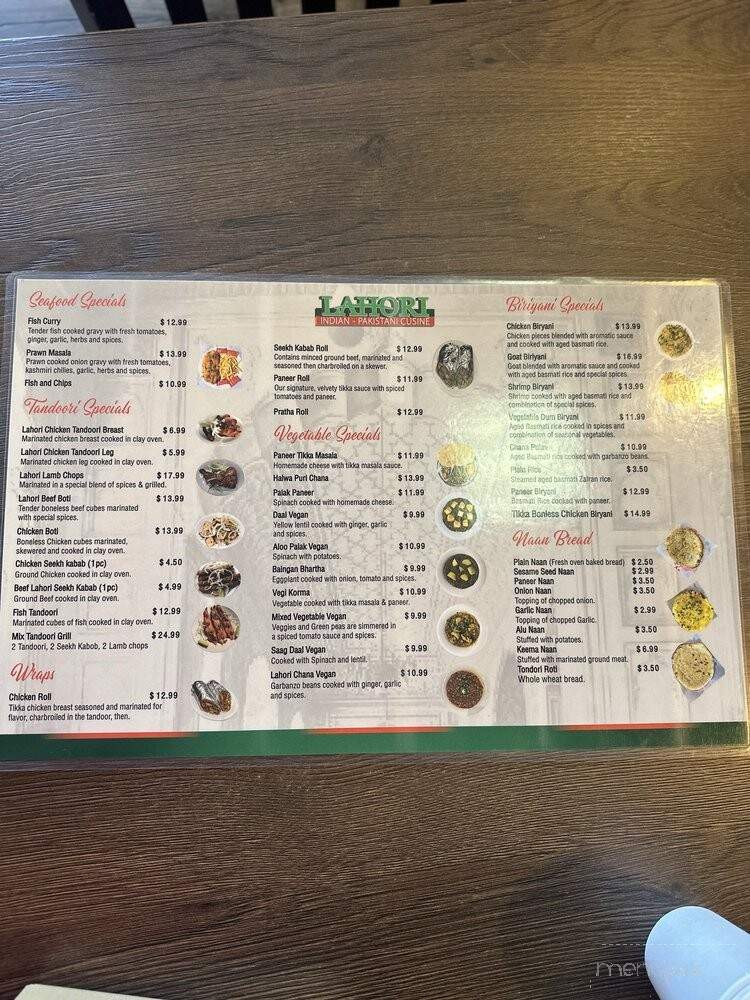 Seafood Specials
Fish Curry $ 12.99
Tender fish cooked gravy with fresh tomatoes,
ginger, garlic, herbs and spices.
Prawn Masala $ 13.99
Prawn cooked onion gravy with fresh tomatoes,
kashmiri chilies, garlic, herbs and spices.
Fish and Chips $ 10.99
Tandoori Specials
Lahori Chicken Tandoori Breast $ 6.99
Marinated chicken breast cooked in clay oven.
Lahori Chicken Tandoori Leg $ 5.99
Marinated chicken leg cooked in clay oven.
Lahori Lamb Chops $ 17.99
Marinated in a special blend of spices & grilled.
Lahori Beef Boti $ 13.99
Tender boneless beef cubes marinated
with special spices.
Chicken Boti $ 13.99
Boneless Chicken cubes marinated,
skewered and cooked in clay oven.
Chicken Seekh kabab (1pc) $ 4.50
Ground Chicken cooked in clay oven.
Beef Lahori Seekh Kabab (1pc) $ 4.99
Ground Beef cooked in clay oven.
Fish Tandoori $ 12.99
Marinated cubes of fish cooked in clay oven.
Mix Tandoori Grill $ 24.99
2 Tandoori, 2 Seekh Kabob, 2 Lamb chops
Wraps
Chicken Roll $ 12.99
Tikka chicken breast seasoned and marinated for
flavor, charbroiled in the tandoor, then.
LAHORI
INDIAN - PAKISTANI CUSINE
Seekh Kabab Roll $ 12.99
Contains minced ground beef, marinated and
seasoned then charbroiled on a skewer.
Paneer Roll $ 11.99
Our signature, velvety tikka sauce with spiced
tomatoes and paneer.
Pratha Roll $ 12.99
Vegetable Specials
Paneer Tikka Masala $ 11.99
Homemade cheese with tikka masala sauce.
Halwa Puri Chana $ 13.99
Palak Paneer $ 11.99
Spinach cooked with homemade cheese.
Daal Vegan $ 9.99
Yellow lentil cooked with ginger, garlic
and spices.
Aloo Palak Vegan $ 10.99
Spinach with potatoes.
Baingan Bhartha $ 9.99
Eggplant cooked with onion, tomato and spices.
Vegi Korma $ 10.99
Vegetable cooked with tikka masala & paneer.
Mixed Vegetable Vegan $ 9.99
Veggies and Green peas are simmered in
a spiced tomato sauce and spices.
Saag Daal Vegan $ 9.99
Cooked with Spinach and lentil.
Lahori Chana Vegan $ 10.99
Garbanzo beans cooked with ginger, garlic
and spices.
Biriyani Specials
Chicken Biryani $ 13.99
Chicken pieces blended with aromatic sauce
and cooked with aged basmati rice.
Goat Biriyani $ 16.99
Goat blended with aromatic sauce and cooked
with aged basmati rice and special spices.
Shrimp Biryani $ 13.99
Shrimp cooked with aged basmati rice and
combination of special spices.
Vegetable Dum Biryani $ 11.99
Aged Basmati rice cooked in spices and
combination of seasonal vegetables.
Chana Pulav $ 10.99
Aged Basmati rice cooked with garbanzo beans.
Plain Rice $ 3.50
Steamed aged basmati Zafran rice.
Paneer Biryani $ 12.99
Basmati Rice cooked with paneer.
Tikka Bonless Chicken Biryani $ 14.99
Naan Bread
Plain Naan (Fresh oven baked bread) $ 2.50
Sesame Seed Naan $ 2.99
Paneer Naan $ 3.50
Onion Naan $ 3.50
Topping of chopped onion.
Garlic Naan $ 2.99
Topping of chopped Garlic.
Alu Naan $ 3.50
Stuffed with potatoes.
Keema Naan $ 6.99
Stuffed with marinated ground meat.
Tondori Roti $ 3.50
Whole wheat bread.